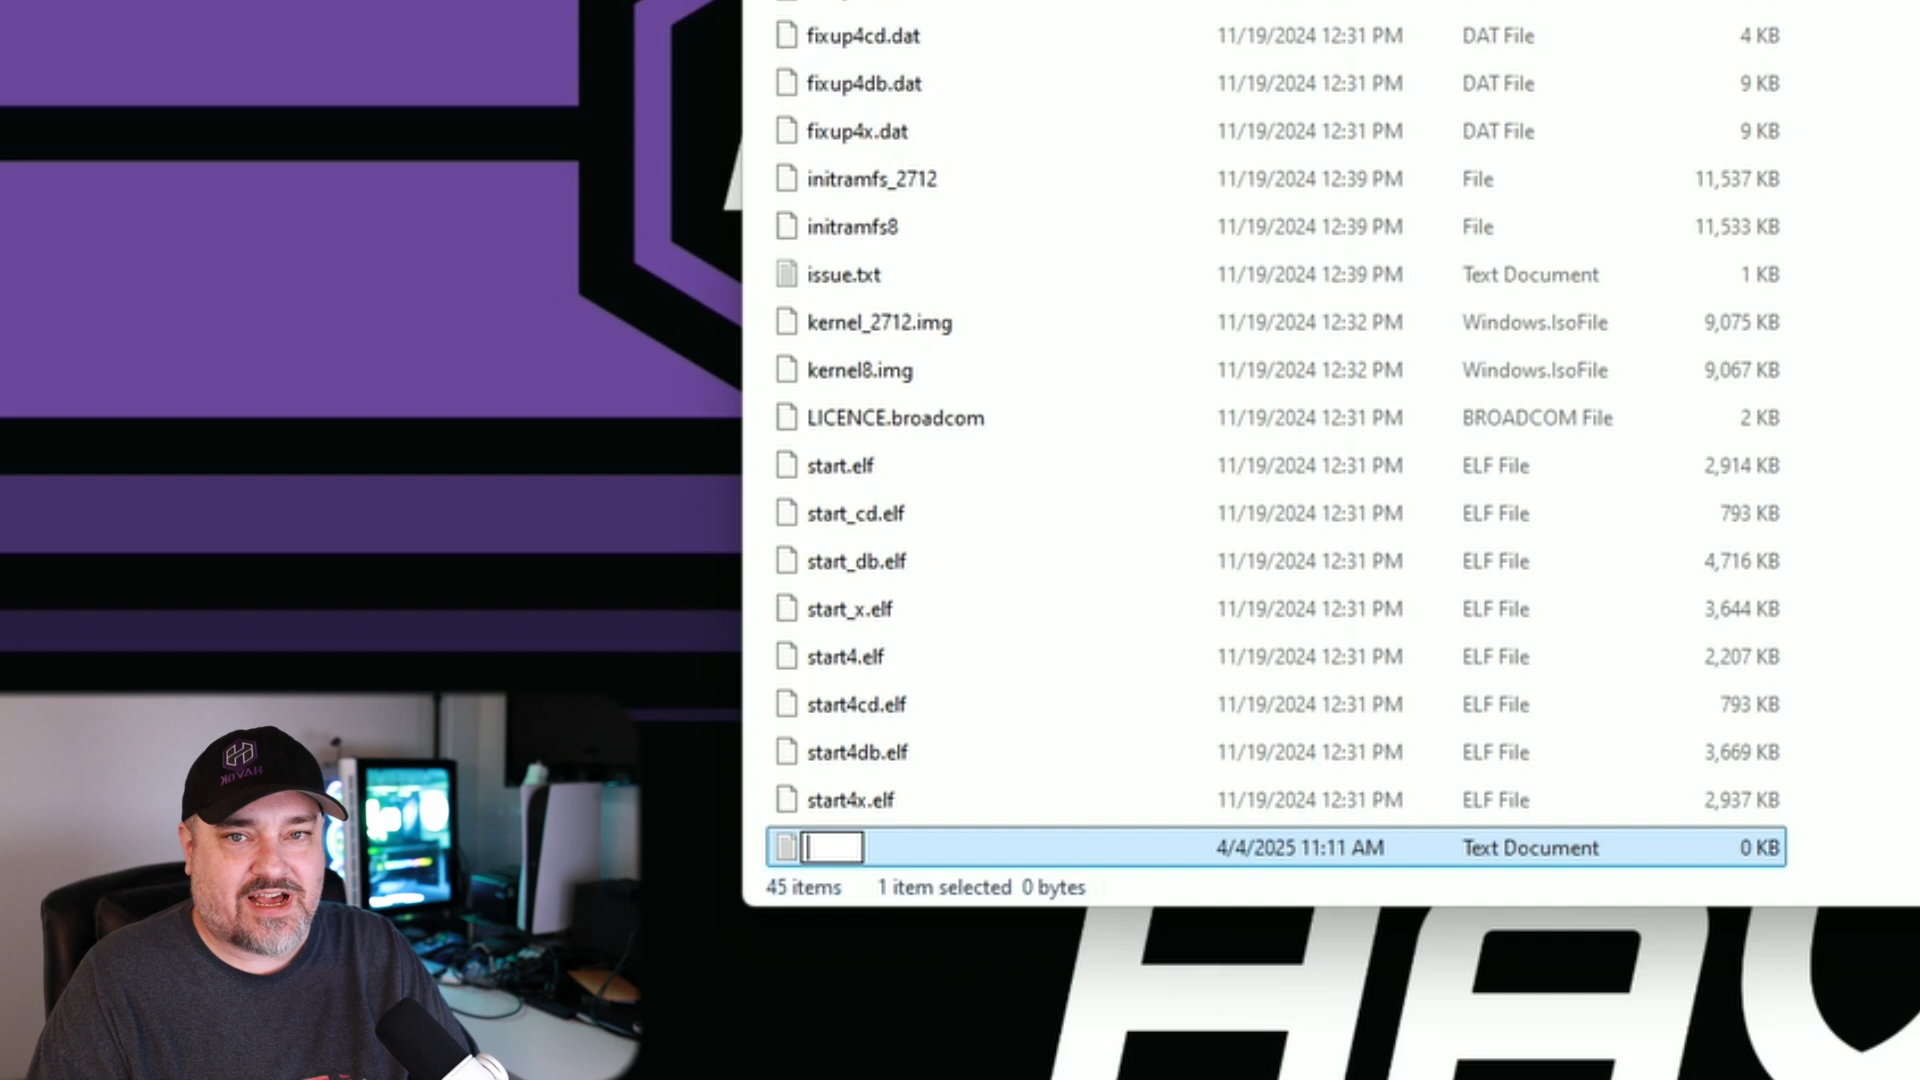 fixup4cd.dat 11/19/2024 12:31 PM DAT File 4 KB
fixup4db.dat 11/19/2024 12:31 PM DAT File 9 KB
fixup4x.dat 11/19/2024 12:31 PM DAT File 9 KB
initramfs_2712 11/19/2024 12:39 PM File 11,537 KB
initramfs8 11/19/2024 12:39 PM File 11,533 KB
issue.txt 11/19/2024 12:39 PM Text Document 1 KB
kernel_2712.img 11/19/2024 12:32 PM Windows.IsoFile 9,075 KB
kernel8.img 11/19/2024 12:32 PM Windows.IsoFile 9,067 KB
LICENCE.broadcom 11/19/2024 12:31 PM BROADCOM File 2 KB
start.elf 11/19/2024 12:31 PM ELF File 2,914 KB
start_cd.elf 11/19/2024 12:31 PM ELF File 793 KB
start_db.elf 11/19/2024 12:31 PM ELF File 4,716 KB
start_x.elf 11/19/2024 12:31 PM ELF File 3,644 KB
start4.elf 11/19/2024 12:31 PM ELF File 2,207 KB
start4cd.elf 11/19/2024 12:31 PM ELF File 793 KB
start4db.elf 11/19/2024 12:31 PM ELF File 3,669 KB
start4x.elf 11/19/2024 12:31 PM ELF File 2,937 KB
4/4/2025 11:11 AM Text Document 0 KB
45 items 1 item selected 0 bytes
HAVOK